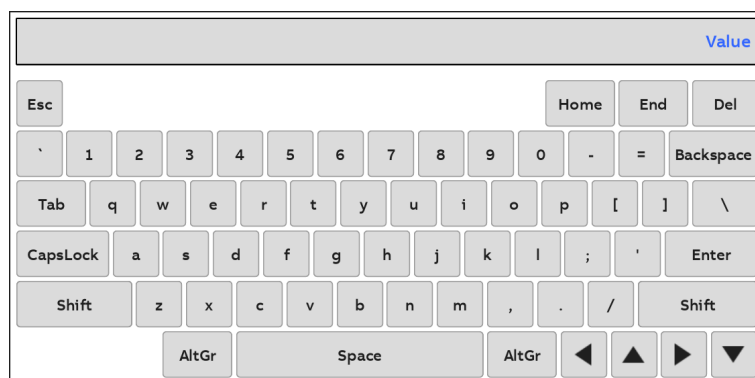 Value
Esc Home End Del
` 1 2 3 4 5 6 7 8 9 0 - = Backspace
Tab q w e r t y u i o p [ ] \
CapsLock a s d f g h j k l ; ' Enter
Shift z x c v b n m , . / Shift
AltGr Space AltGr